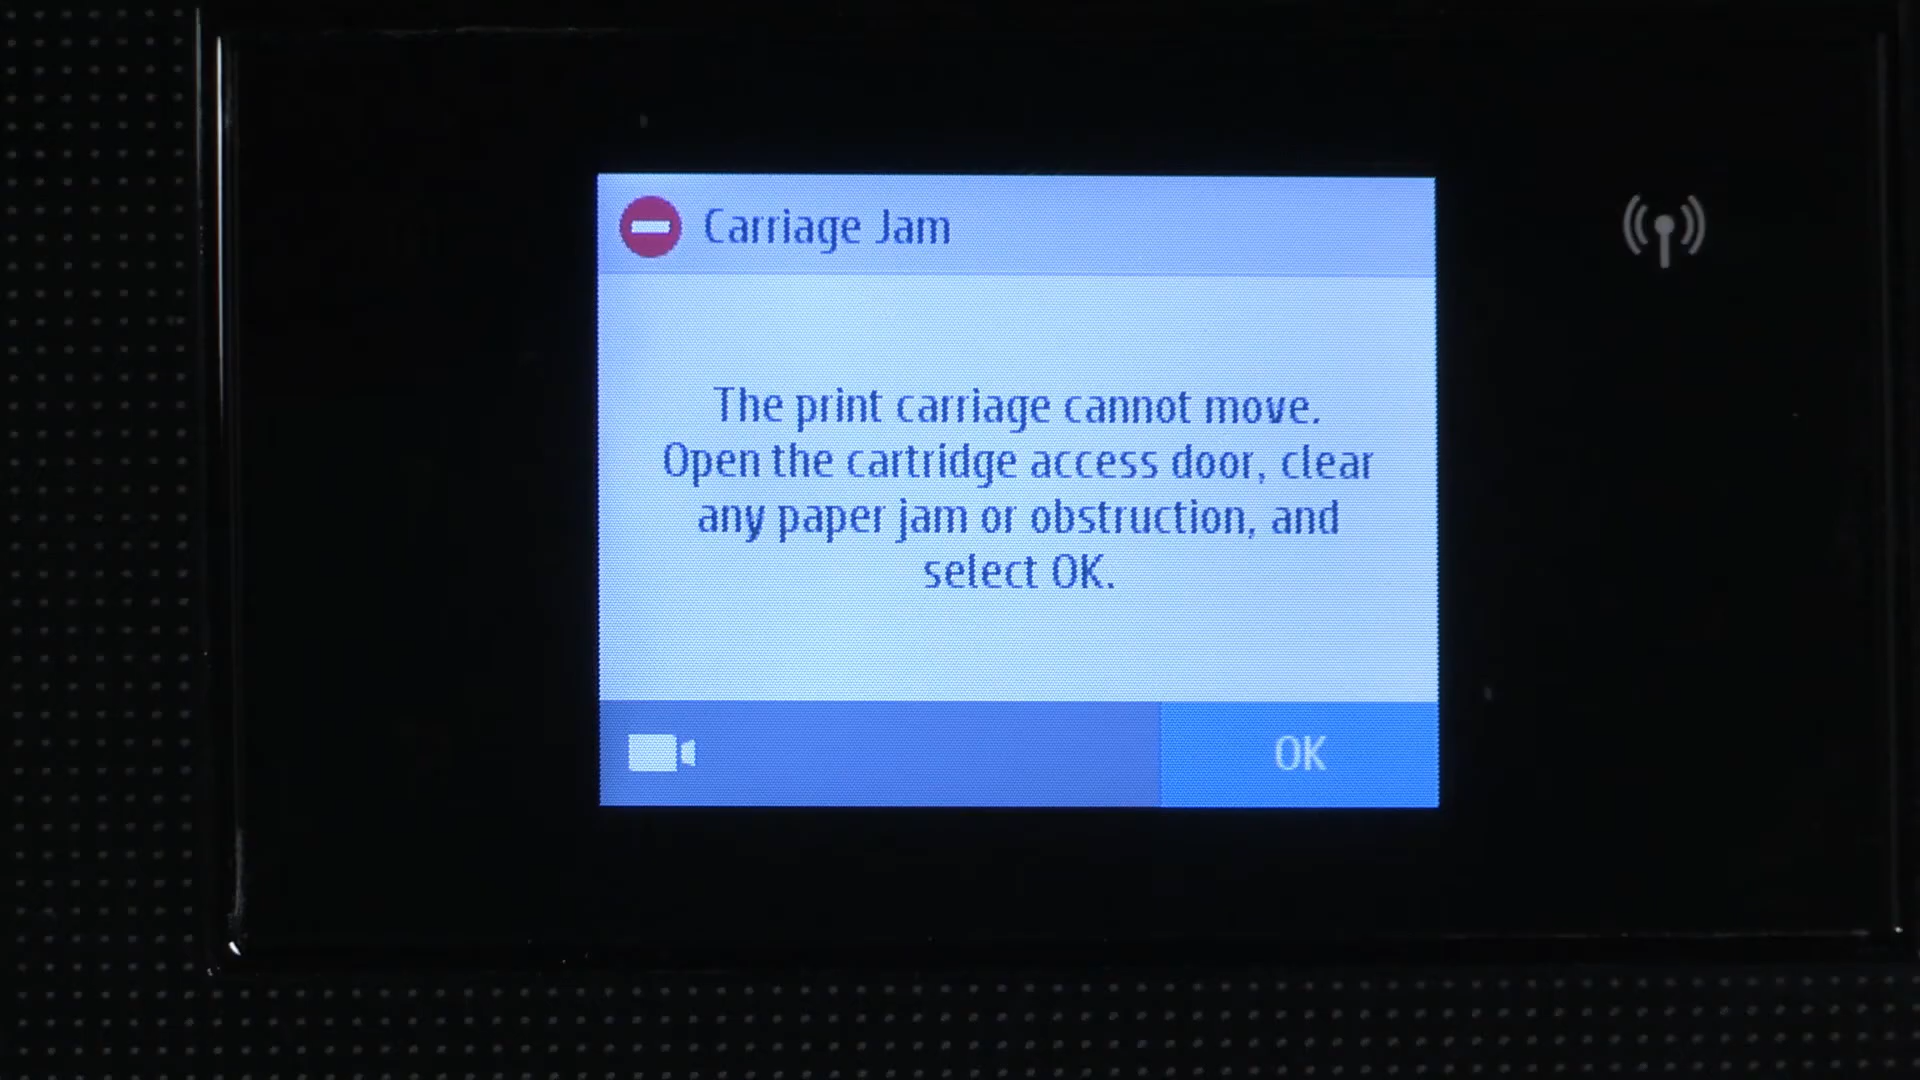 Carriage Jam
The print carriage cannot move.
Open the cartridge access door, clear
any paper jam or obstruction, and
select OK.
OK